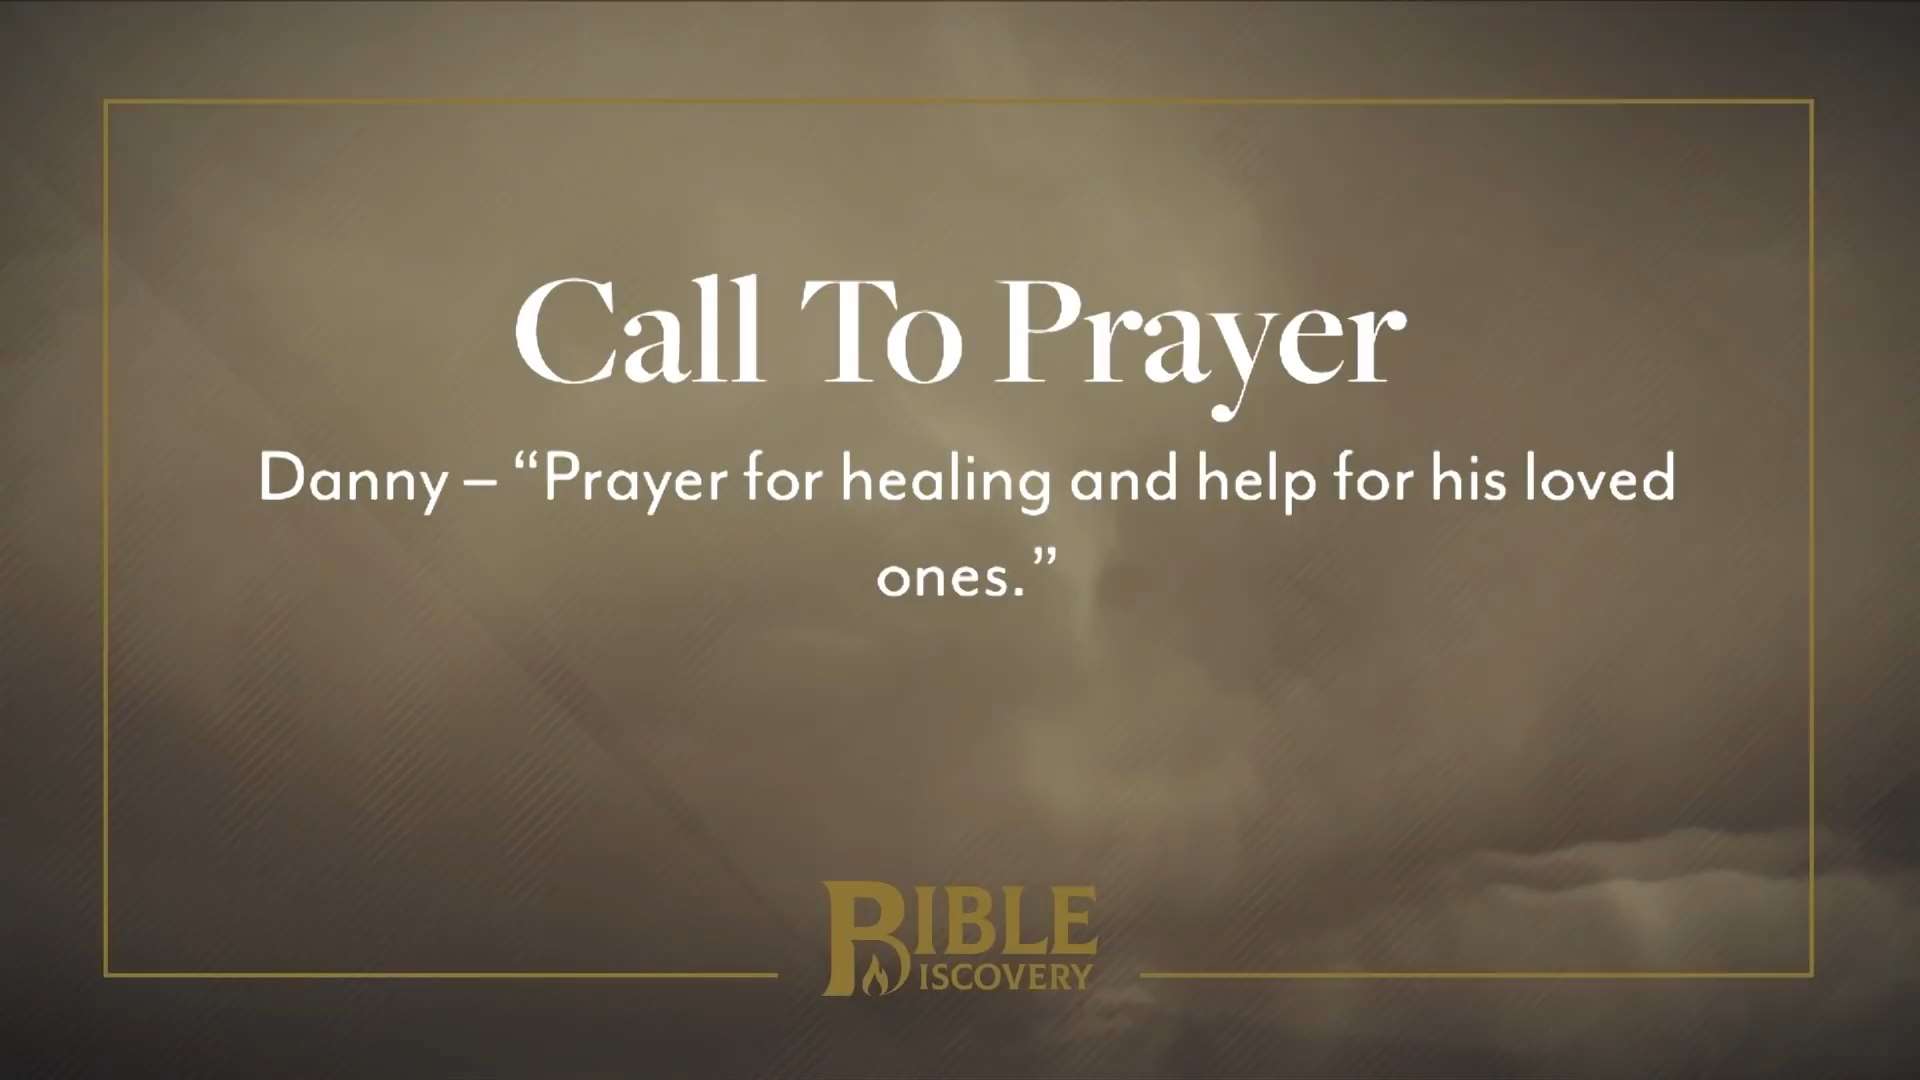 Call To Prayer
Danny – “Prayer for healing and help for his loved
ones.”
BIBLE
DISCOVERY